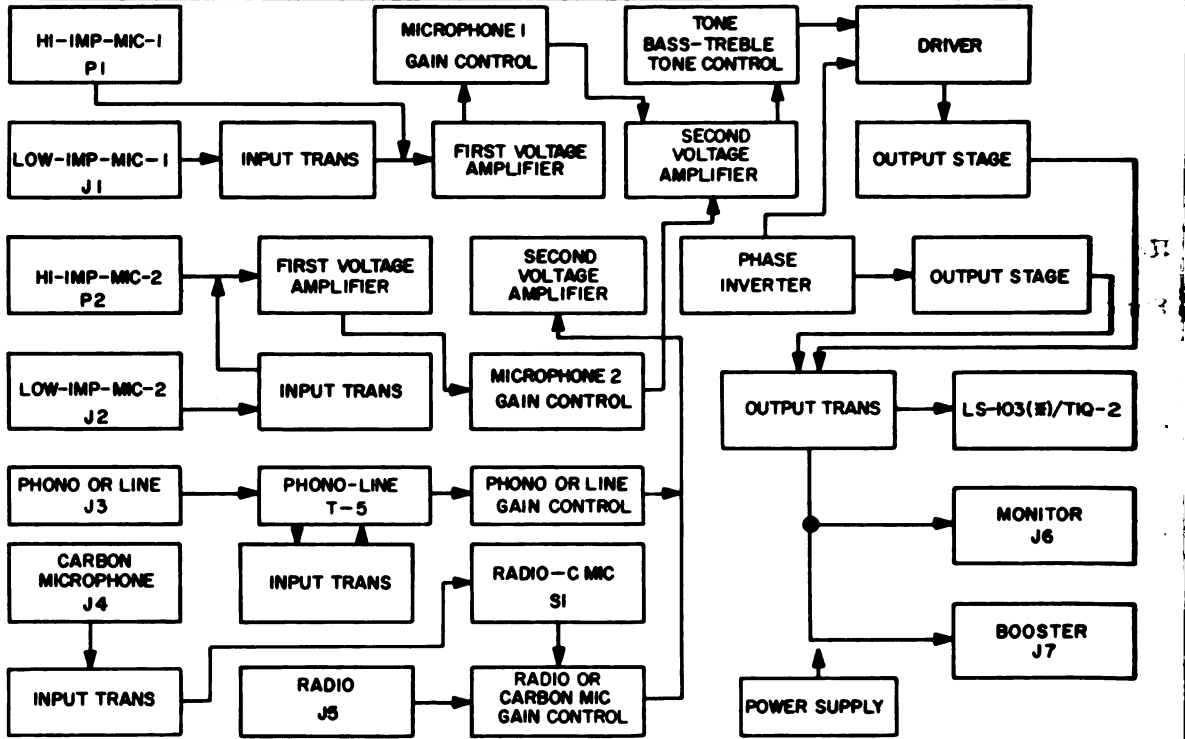 HI-IMP-MIC-1
P1
MICROPHONE 1
GAIN CONTROL
TONE
BASS-TREBLE
TONE CONTROL
DRIVER
LOW-IMP-MIC-1
J1
INPUT TRANS
FIRST VOLTAGE
AMPLIFIER
SECOND
VOLTAGE
AMPLIFIER
OUTPUT STAGE
HI-IMP-MIC-2
P2
FIRST VOLTAGE
AMPLIFIER
SECOND
VOLTAGE
AMPLIFIER
PHASE
INVERTER
OUTPUT STAGE
LOW-IMP-MIC-2
J2
INPUT TRANS
MICROPHONE 2
GAIN CONTROL
OUTPUT TRANS
LS-103(※)/TIQ-2
PHONO OR LINE
J3
PHONO-LINE
T-5
PHONO OR LINE
GAIN CONTROL
MONITOR
J6
CARBON
MICROPHONE
J4
INPUT TRANS
RADIO-C MIC
S1
BOOSTER
J7
INPUT TRANS
RADIO
J5
RADIO OR
CARBON MIC
GAIN CONTROL
POWER SUPPLY